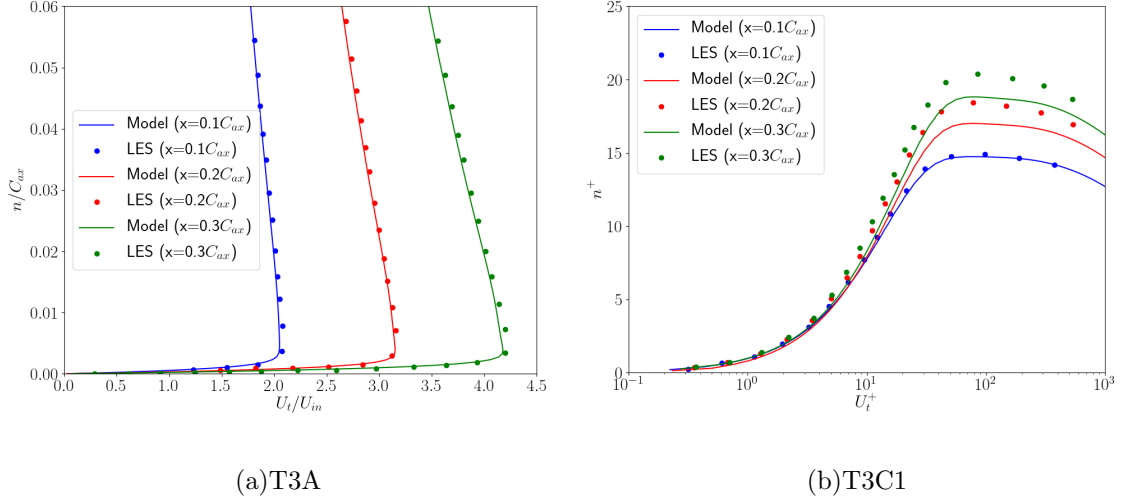 0.06
0.05
0.04
0.03
0.02
0.01
0.00
n/C_{ax}
Model (x=0.1C_{ax})
LES (x=0.1C_{ax})
Model (x=0.2C_{ax})
LES (x=0.2C_{ax})
Model (x=0.3C_{ax})
LES (x=0.3C_{ax})
0.0 0.5 1.0 1.5 2.0 2.5 3.0 3.5 4.0 4.5
U_t/U_{in}
(a)T3A
25
20
15
10
5
0
n^+
Model (x=0.1C_{ax})
LES (x=0.1C_{ax})
Model (x=0.2C_{ax})
LES (x=0.2C_{ax})
Model (x=0.3C_{ax})
LES (x=0.3C_{ax})
10^{−1} 10^0 10^1 10^2 10^3
U_t^+
(b)T3C1